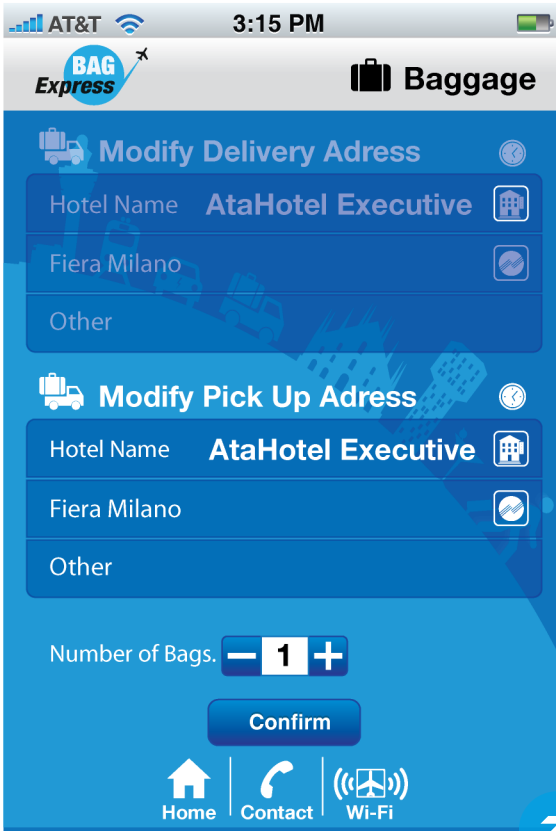 AT&T 3:15 PM
BAG
Express
Baggage
Modify Delivery Adress
Hotel Name AtaHotel Executive
Fiera Milano
Other
Modify Pick Up Adress
Hotel Name AtaHotel Executive
Fiera Milano
Other
Number of Bags. 1
Confirm
Home Contact Wi-Fi